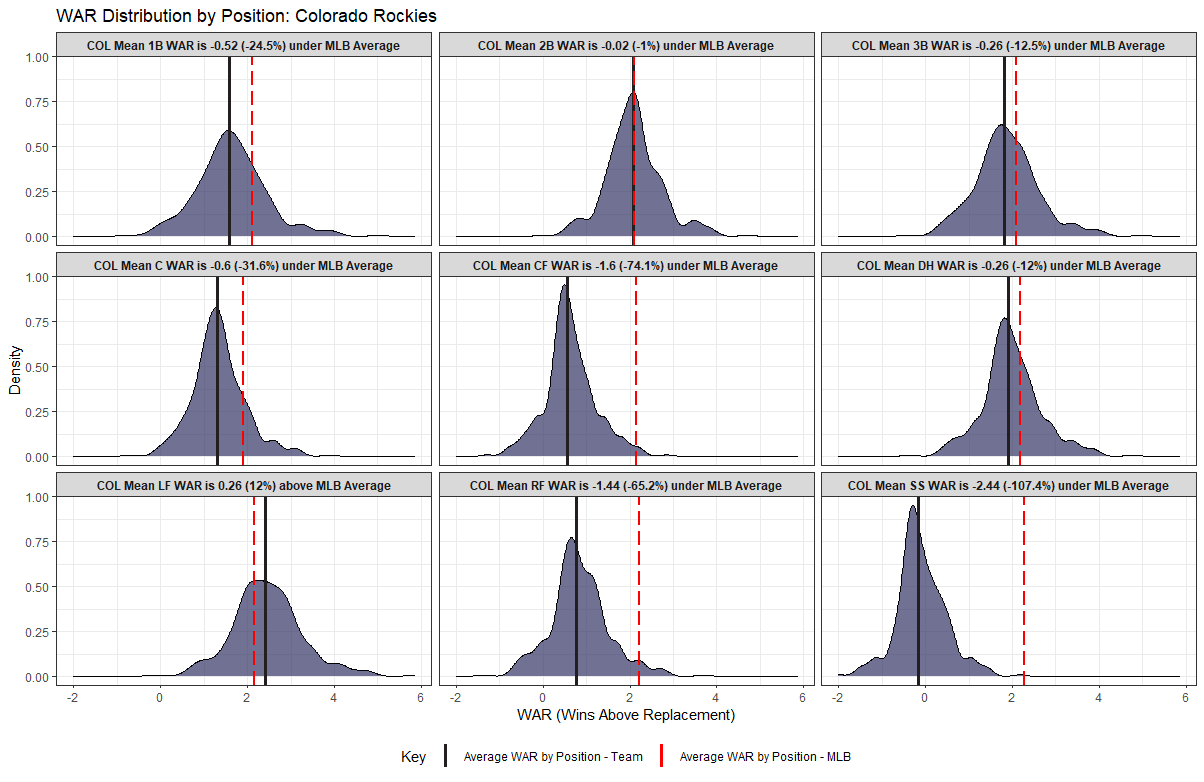 WAR Distribution by Position: Colorado Rockies
COL Mean 1B WAR is -0.52 (-24.5%) under MLB Average
COL Mean 2B WAR is -0.02 (-1%) under MLB Average
COL Mean 3B WAR is -0.26 (-12.5%) under MLB Average
1.00
0.75
0.50
0.25
0.00
COL Mean C WAR is -0.6 (-31.6%) under MLB Average
COL Mean CF WAR is -1.6 (-74.1%) under MLB Average
COL Mean DH WAR is -0.26 (-12%) under MLB Average
1.00
0.75
0.50
0.25
0.00
Density
COL Mean LF WAR is 0.26 (12%) above MLB Average
COL Mean RF WAR is -1.44 (-65.2%) under MLB Average
COL Mean SS WAR is -2.44 (-107.4%) under MLB Average
1.00
0.75
0.50
0.25
0.00
-2 0 2 4 6
-2 0 2 4 6
-2 0 2 4 6
WAR (Wins Above Replacement)
Key
Average WAR by Position - Team
Average WAR by Position - MLB